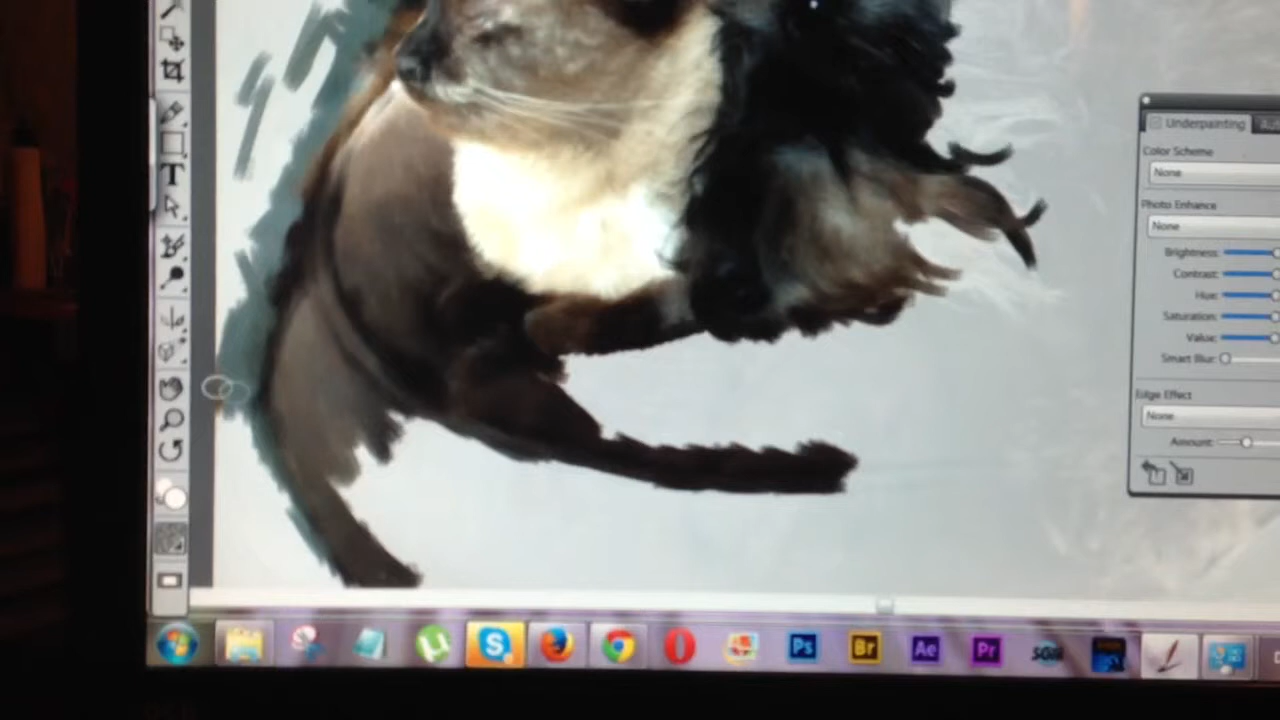 T
Underpainting
Color Scheme
None
Photo Enhance
None
Brightness:
Contrast:
Hue:
Saturation:
Value:
Smart Blur:
Edge Effect
None
Amount:
S
Ps
Br
Ae
Pr